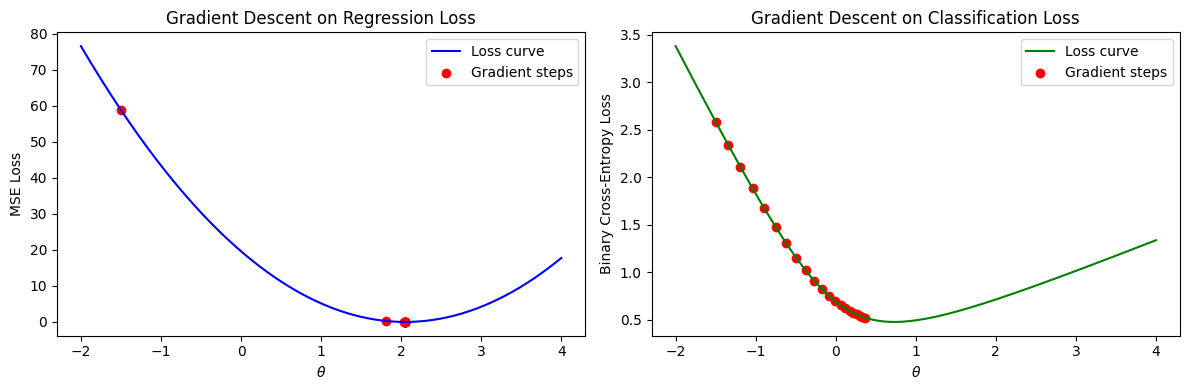 Gradient Descent on Regression Loss
80
70
60
50
40
30
20
10
0
MSE Loss
Loss curve
Gradient steps
−2 −1 0 1 2 3 4
θ
Gradient Descent on Classification Loss
3.5
3.0
2.5
2.0
1.5
1.0
0.5
Binary Cross-Entropy Loss
Loss curve
Gradient steps
−2 −1 0 1 2 3 4
θ